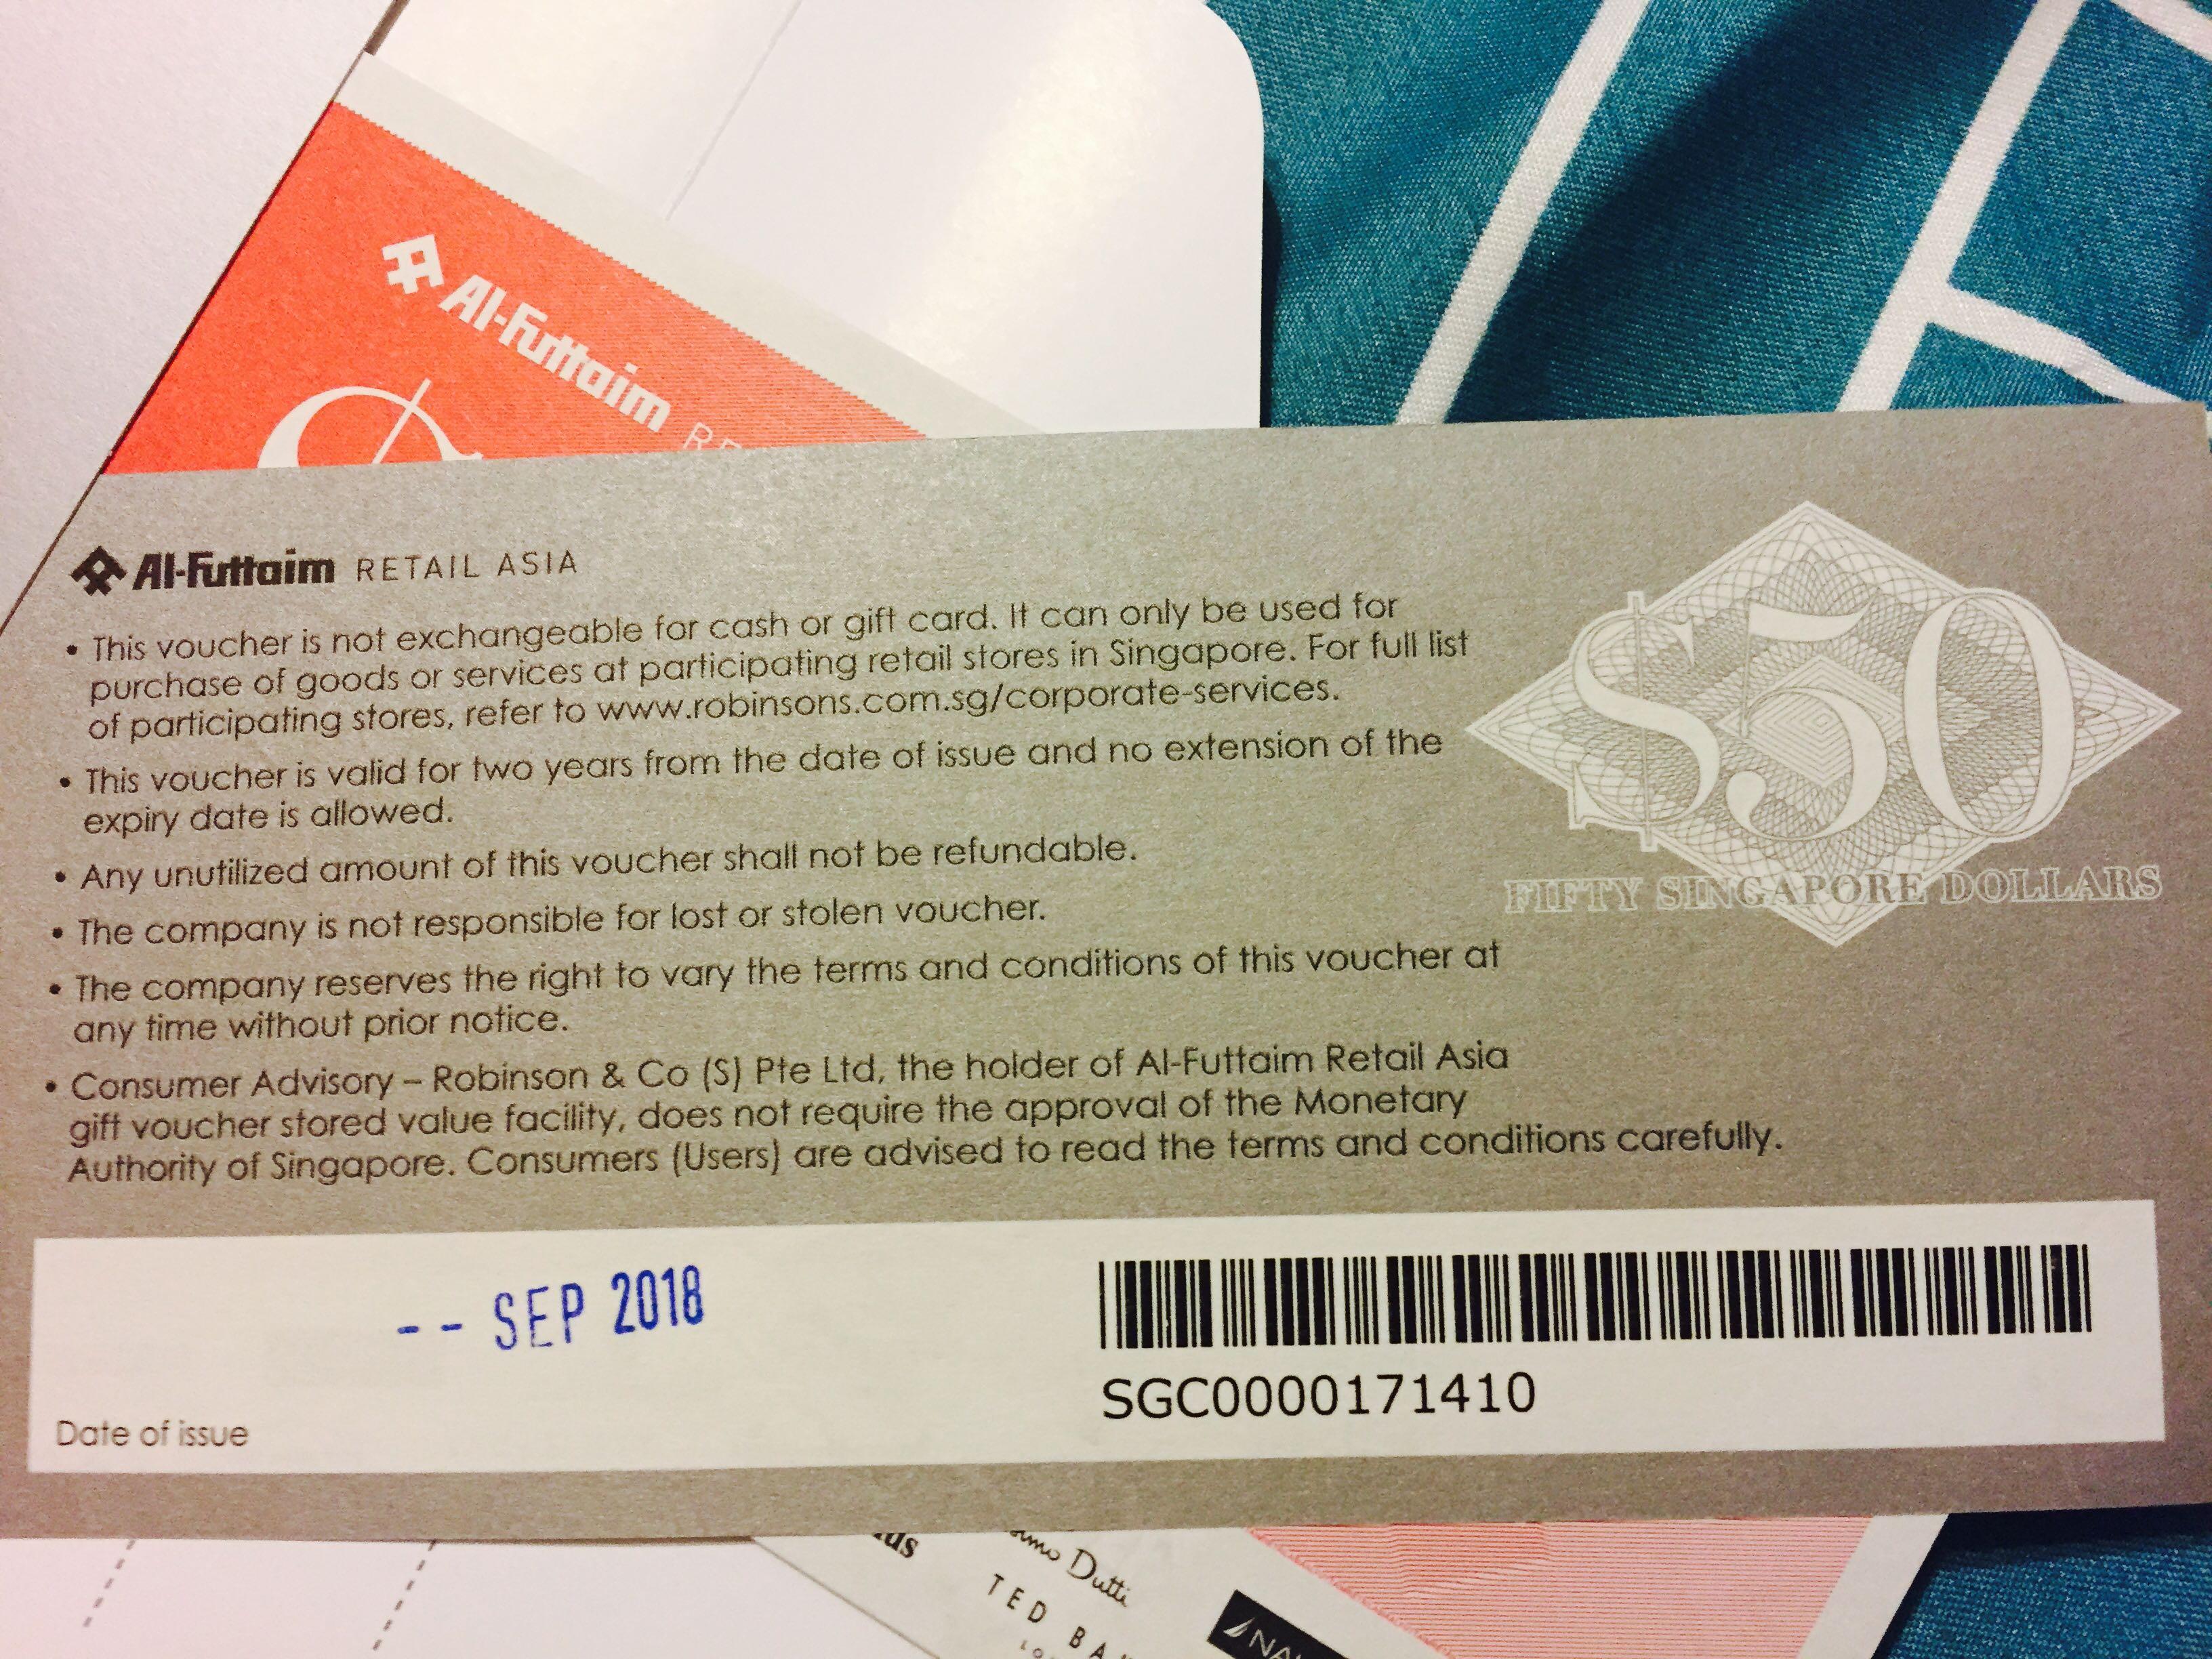 Al-Futtaim
Al-Futtaim RETAIL ASIA
• This voucher is not exchangeable for cash or gift card. It can only be used for
purchase of goods or services at participating retail stores in Singapore. For full list
of participating stores, refer to www.robinsons.com.sg/corporate-services.
• This voucher is valid for two years from the date of issue and no extension of the
expiry date is allowed.
• Any unutilized amount of this voucher shall not be refundable.
• The company is not responsible for lost or stolen voucher.
• The company reserves the right to vary the terms and conditions of this voucher at
any time without prior notice.
• Consumer Advisory – Robinson & Co (S) Pte Ltd, the holder of Al-Futtaim Retail Asia
gift voucher stored value facility, does not require the approval of the Monetary
Authority of Singapore. Consumers (Users) are advised to read the terms and conditions carefully.
$50
FIFTY SINGAPORE DOLLARS
-- SEP 2018
Date of issue
SGC0000171410
Dutti
TED